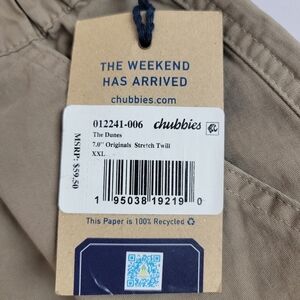 THE WEEKEND
HAS ARRIVED
chubbies.com
012241-006 chubbies
The Dunes
7.0" Originals Stretch Twill
XXL
MSRP: $59.50
1 95038 19219 0
This Paper is 100% Recycled